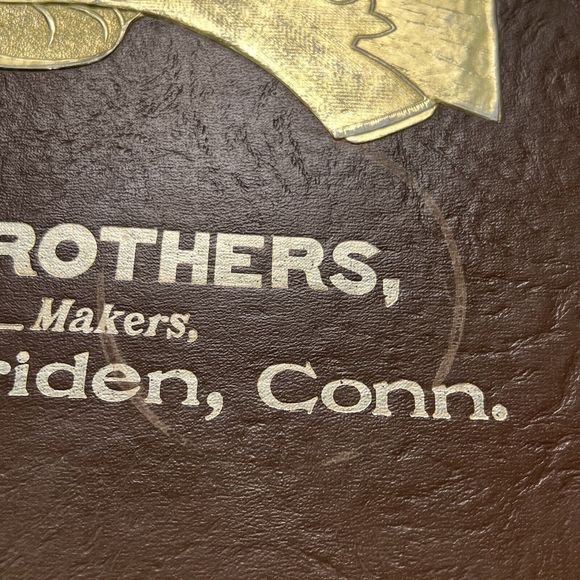 ROTHERS,
Makers,
riden, Conn.